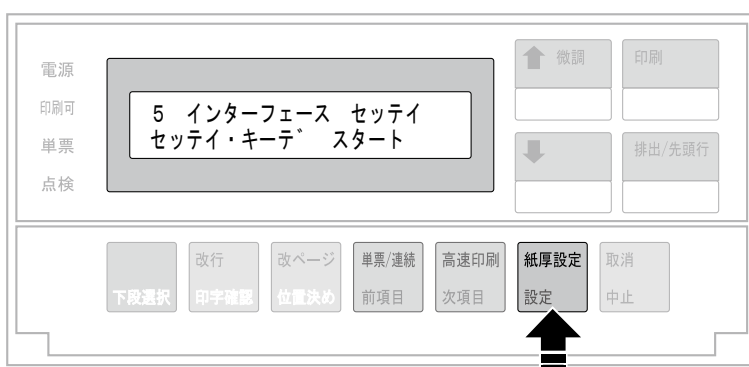 電源
印刷可
単票
点検
5 インターフェース セッテイ
セッテイ・キーデ スタート
微調
印刷
排出/先頭行
下段選択
改行
印字確認
改ページ
位置決め
単票/連続
前項目
高速印刷
次項目
紙厚設定
設定
取消
中止